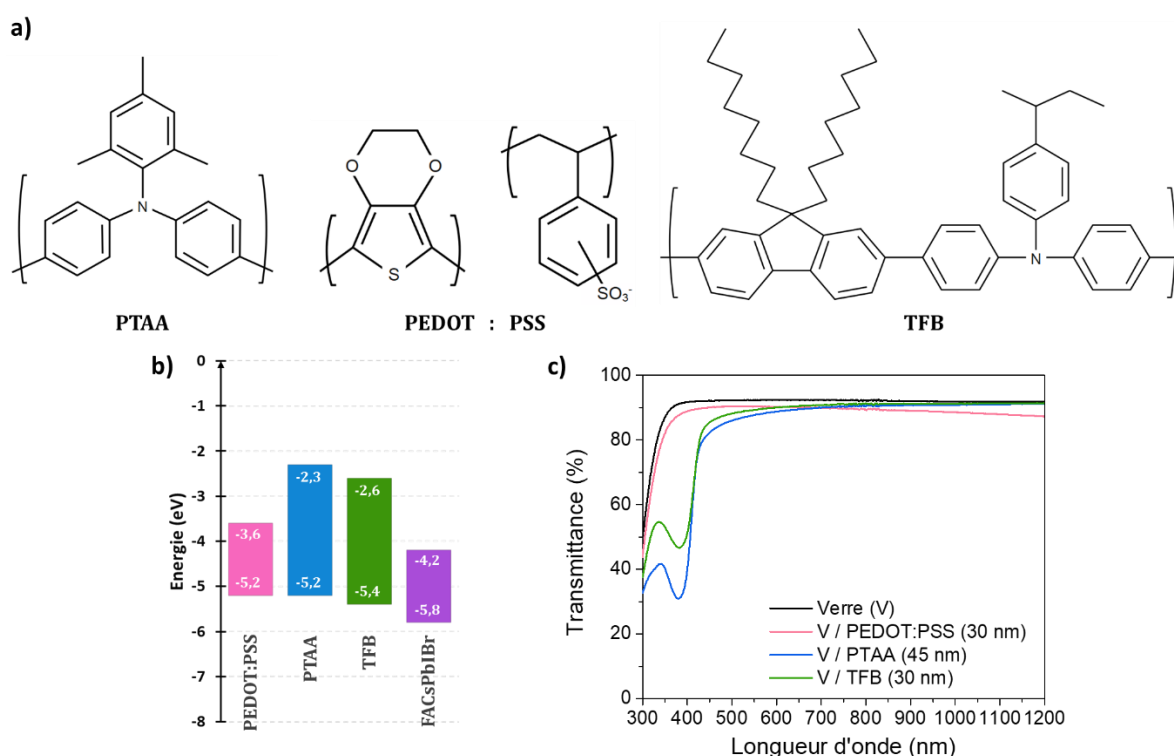 a)
N
O
O
S
SO3-
N
PTAA
PEDOT : PSS
TFB
b)
Energie (eV)
0
-1
-2
-3
-4
-5
-6
-7
-8
-3,6
-5,2
-2,3
-5,2
-2,6
-5,4
-4,2
-5,8
PEDOT:PSS
PTAA
TFB
FACsPbIBr
c)
Transmittance (%)
100
80
60
40
20
0
Verre (V)
V / PEDOT:PSS (30 nm)
V / PTAA (45 nm)
V / TFB (30 nm)
300 400 500 600 700 800 900 1000 1100 1200
Longueur d'onde (nm)